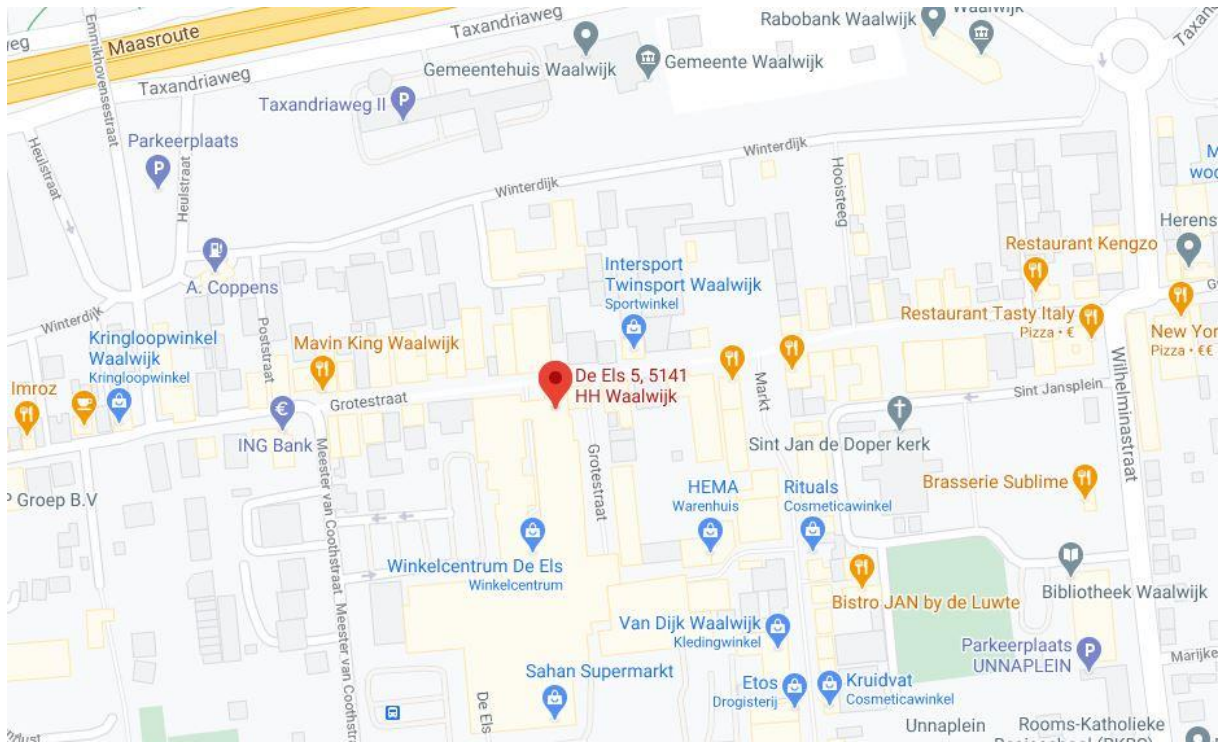 Maasroute
Taxandriaweg
Emmikhovensestraat
Heulstraat
Heulstraat
Parkeerplaats
P
Taxandriaweg II
P
Gemeentehuis Waalwijk
Gemeente Waalwijk
Rabobank Waalwijk
Waalwijk
Winterdijk
Winterdijk
Winterdijk
Hooisteeg
A. Coppens
Poststraat
Kringloopwinkel
Waalwijk
Kringloopwinkel
Imroz
Mavin King Waalwijk
Grotestraat
ING Bank
€
Intersport
Twinsport Waalwijk
Sportwinkel
De Els 5, 5141
HH Waalwijk
Grotestraat
Markt
Restaurant Kengzo
Herens
Restaurant Tasty Italy
Pizza • €
New Yor
Pizza • €€
Wilhelminastraat
Sint Jansplein
Sint Jan de Doper kerk
Brasserie Sublime
P Groep B.V
Meester van Coothstraat
Meester van Coothstraat
HEMA
Warenhuis
Rituals
Cosmeticawinkel
Winkelcentrum De Els
Winkelcentrum
Bistro JAN by de Luwte
Bibliotheek Waalwijk
Van Dijk Waalwijk
Kledingwinkel
Parkeerplaats
UNNAPLEIN
P
Marijke
Sahan Supermarkt
De Els
Etos
Drogisterij
Kruidvat
Cosmeticawinkel
Unnaplein
Rooms-Katholieke